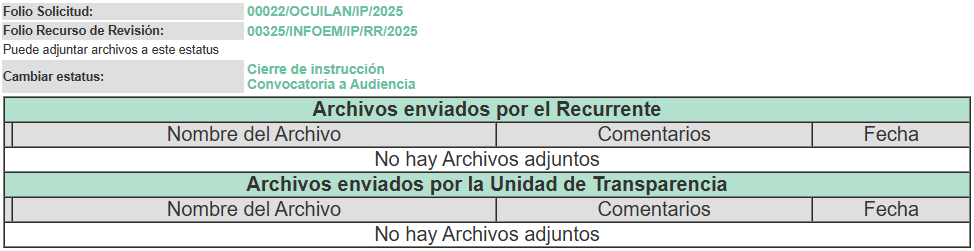 Folio Solicitud: 00022/OCUILAN/IP/2025
Folio Recurso de Revisión: 00325/INFOEM/IP/RR/2025
Puede adjuntar archivos a este estatus
Cambiar estatus: Cierre de instrucción
Convocatoria a Audiencia
Archivos enviados por el Recurrente
Nombre del Archivo Comentarios Fecha
No hay Archivos adjuntos
Archivos enviados por la Unidad de Transparencia
Nombre del Archivo Comentarios Fecha
No hay Archivos adjuntos